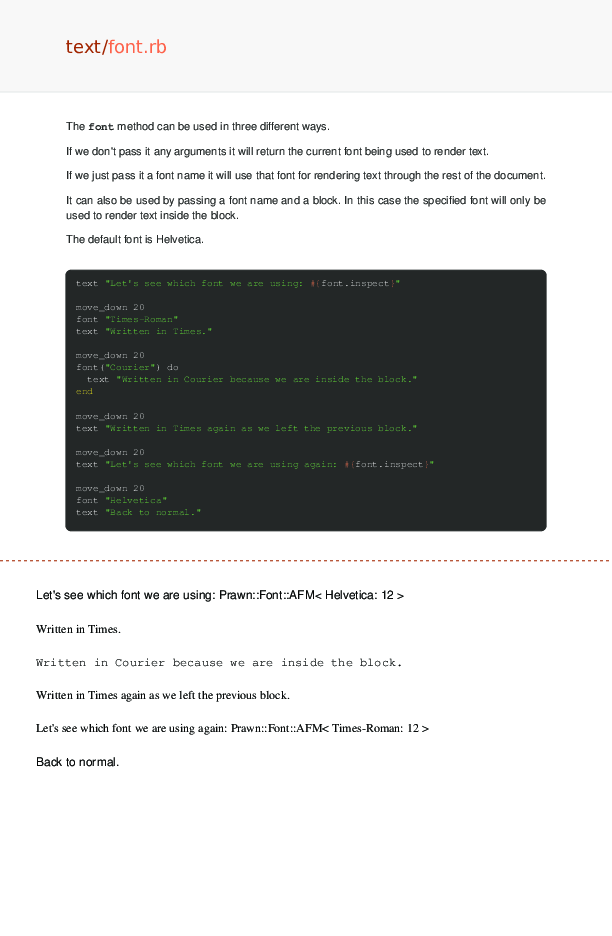 text/font.rb
The font method can be used in three different ways.
If we don't pass it any arguments it will return the current font being used to render text.
If we just pass it a font name it will use that font for rendering text through the rest of the document.
It can also be used by passing a font name and a block. In this case the specified font will only be
used to render text inside the block.
The default font is Helvetica.
text "Let's see which font we are using: #{font.inspect}"
move_down 20
font "Times-Roman"
text "Written in Times."
move_down 20
font("Courier") do
  text "Written in Courier because we are inside the block."
end
move_down 20
text "Written in Times again as we left the previous block."
move_down 20
text "Let's see which font we are using again: #{font.inspect}"
move_down 20
font "Helvetica"
text "Back to normal."
Let's see which font we are using: Prawn::Font::AFM< Helvetica: 12 >
Written in Times.
Written in Courier because we are inside the block.
Written in Times again as we left the previous block.
Let's see which font we are using again: Prawn::Font::AFM< Times-Roman: 12 >
Back to normal.